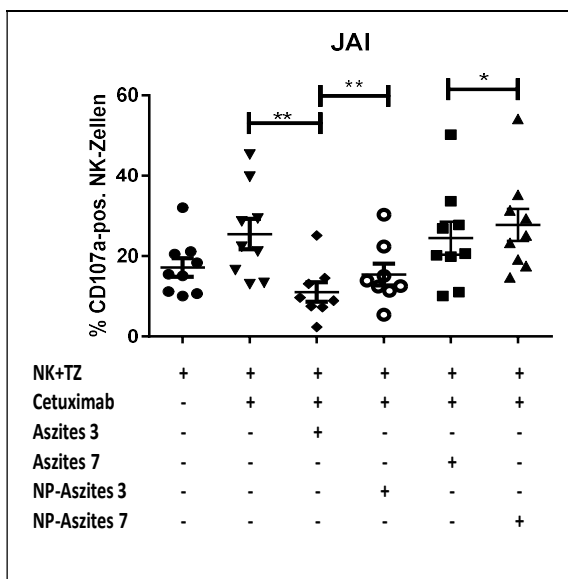 JAI
** ** *
% CD107a-pos. NK-Zellen
60
40
20
0
NK+TZ + + + + + +
Cetuximab - + + + + +
Aszites 3 - - + - - -
Aszites 7 - - - - + -
NP-Aszites 3 - - - + - -
NP-Aszites 7 - - - - - +